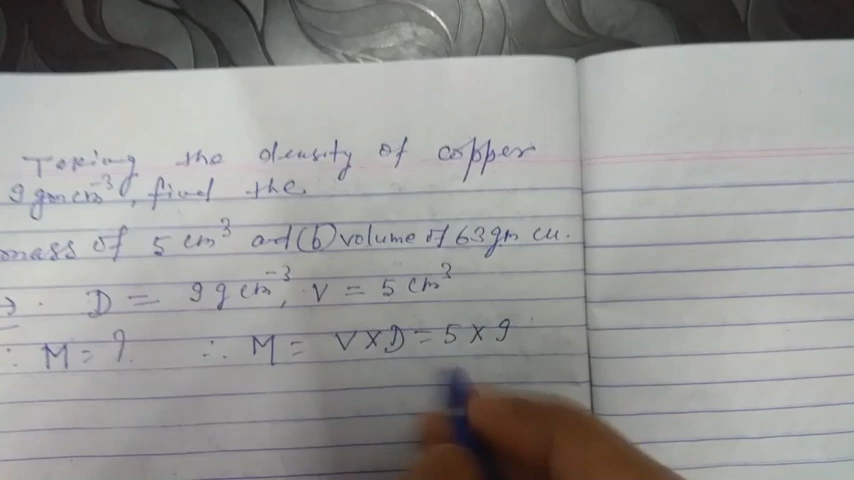 Taking the density of copper
9 gm cm⁻³, find the.
mass of 5 cm³ and (b) volume of 63 gm cu.
D = 9 g cm⁻³, V = 5 cm³
∴ M = ? ∴ M = V X D = 5 X 9